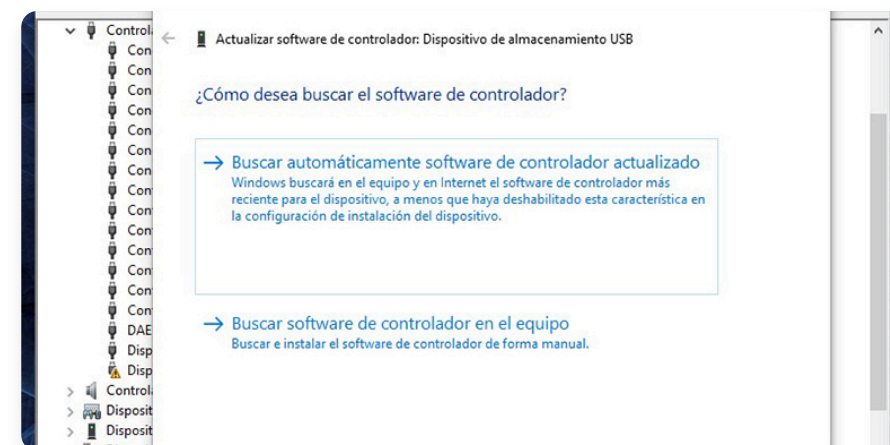 Actualizar software de controlador: Dispositivo de almacenamiento USB
¿Cómo desea buscar el software de controlador?
Buscar automáticamente software de controlador actualizado
Windows buscará en el equipo y en Internet el software de controlador más
reciente para el dispositivo, a menos que haya deshabilitado esta característica en
la configuración de instalación del dispositivo.
Buscar software de controlador en el equipo
Buscar e instalar el software de controlador de forma manual.
Control
Con
Con
Con
Con
Con
Con
Con
Con
Con
Con
Con
Con
Con
Con
DAE
Disp
Disp
Control
Disposit
Disposit